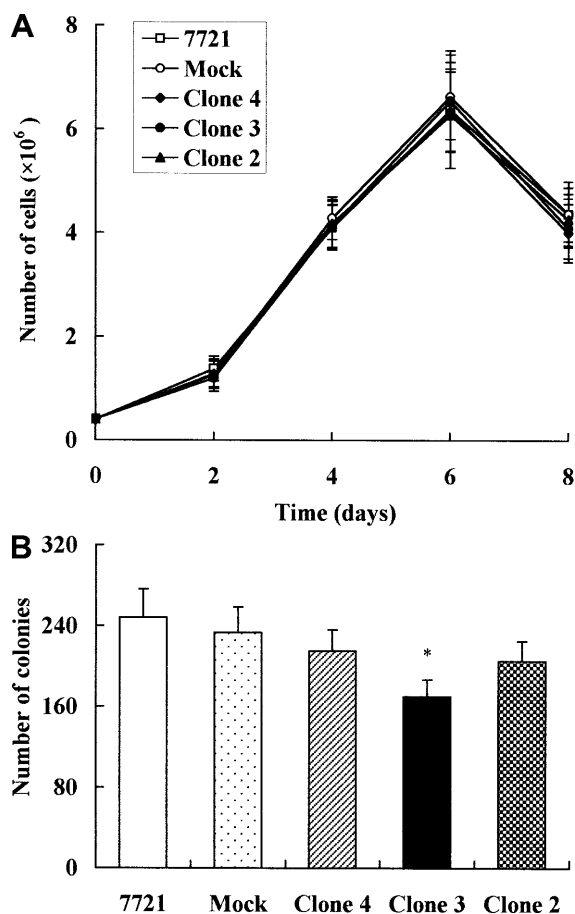 A
8
6
4
2
0
Number of cells (×10⁶)
7721
Mock
Clone 4
Clone 3
Clone 2
0 2 4 6 8
Time (days)
B
320
240
160
80
0
Number of colonies
*
7721 Mock Clone 4 Clone 3 Clone 2